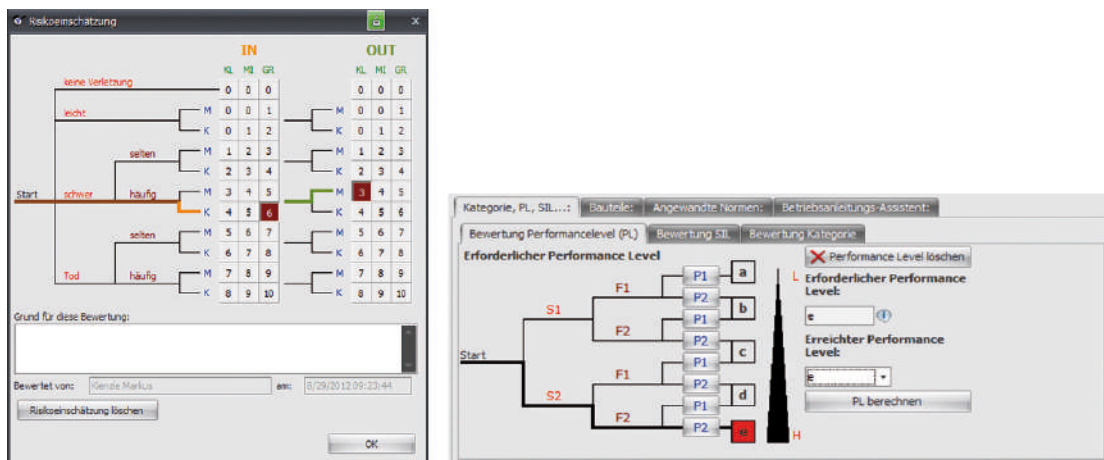 Risikoeinschätzung
x
IN OUT
KL MI GR KL MI GR
keine Verletzung 0 0 0 0 0 0
leicht M 0 0 1 M 0 0 1
K 0 1 2 K 0 1 2
selten M 1 2 3 M 1 2 3
K 2 3 4 K 2 3 4
Start schwer häufig M 3 4 5 M 3 4 5
K 4 5 6 K 4 5 6
selten M 5 6 7 M 5 6 7
K 6 7 8 K 6 7 8
Tod häufig M 7 8 9 M 7 8 9
K 8 9 10 K 8 9 10
Grund für diese Bewertung:
Bewertet von: Kienzle Markus am: 8/29/2012 09:23:44
Risikoeinschätzung löschen
OK
Kategorie, PL, SIL...: Bauteile: Angewandte Normen: Betriebsanleitungs-Assistent:
Bewertung Performancelevel (PL) Bewertung SIL Bewertung Kategorie
Erforderlicher Performance Level
Performance Level löschen
Erforderlicher Performance
Level:
e
Erreichter Performance
Level:
e
PL berechnen
Start
S1
F1
P1 a
P2
F2
P1 b
P2
S2
F1
P1 c
P2
F2
P1 d
P2 e
L
H